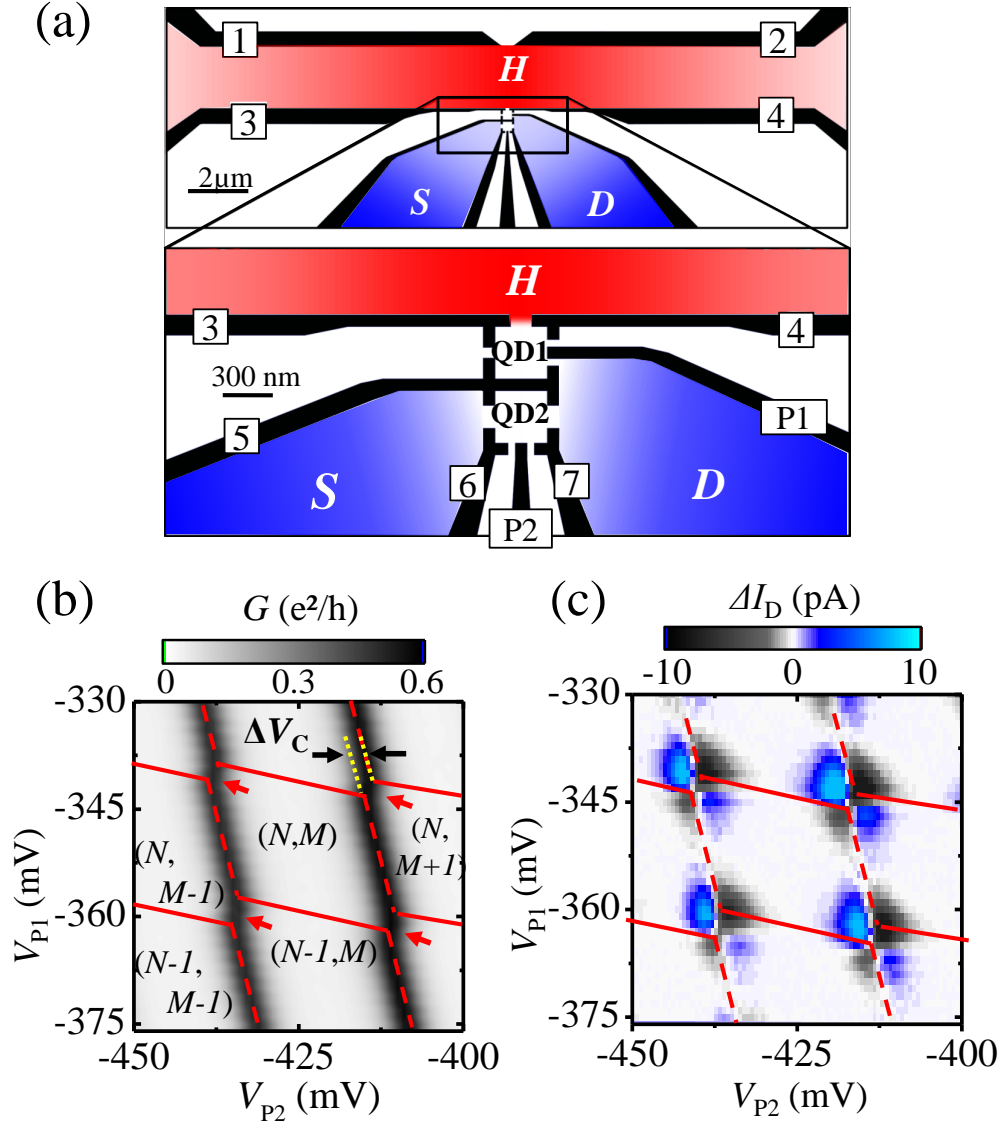 (a)
1
2
H
3
4
2μm
S
D
H
3
4
QD1
300 nm
QD2
P1
5
S
6
7
D
P2
(b)
G (e²/h)
0
0.3
0.6
-330
-345
-360
-375
V_P1 (mV)
ΔV_C
(N,M)
(N,
M+1)
(N,
M-1)
(N-1,M)
(N-1,
M-1)
-450
-425
-400
V_P2 (mV)
(c)
ΔI_D (pA)
-10
0
10
-330
-345
-360
-375
V_P1 (mV)
-450
-425
-400
V_P2 (mV)